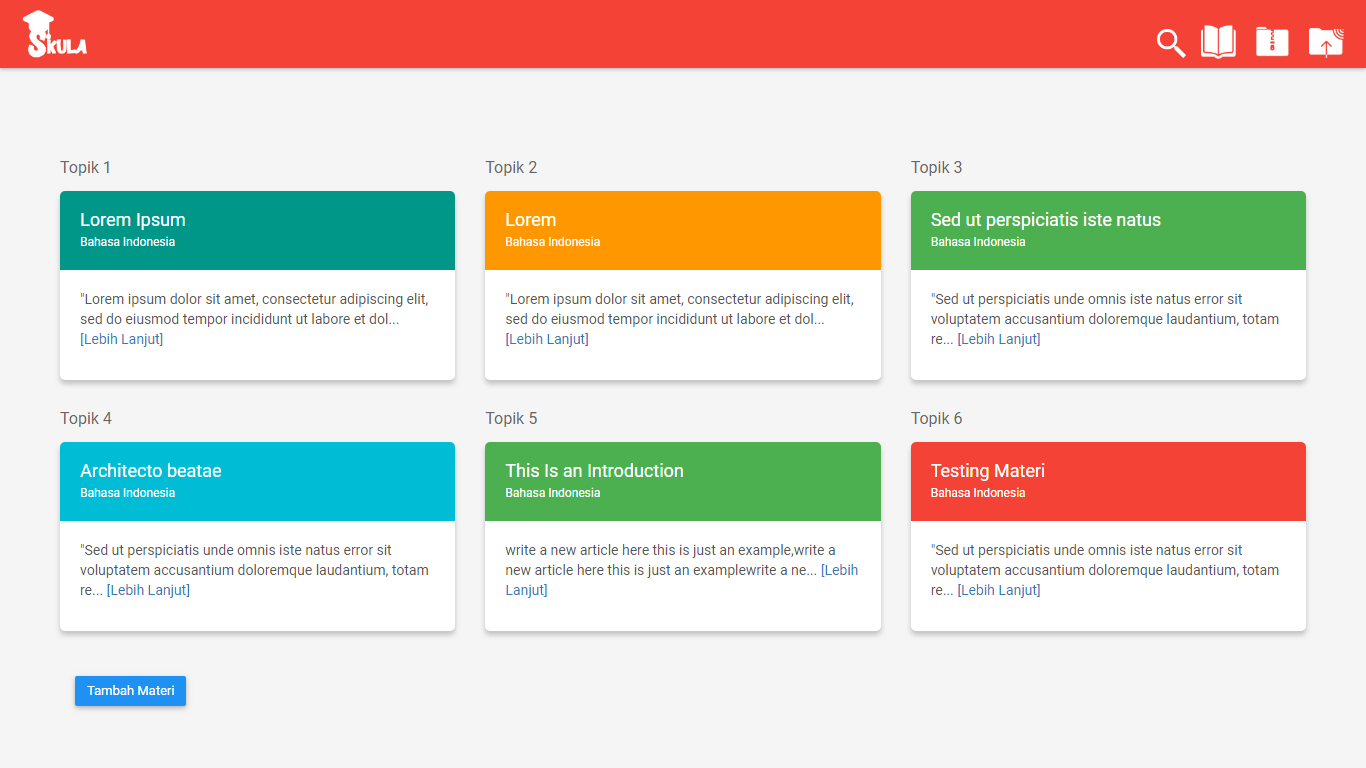 SKULA
Topik 1
Lorem Ipsum
Bahasa Indonesia
"Lorem ipsum dolor sit amet, consectetur adipiscing elit,
sed do eiusmod tempor incididunt ut labore et dol...
[Lebih Lanjut]
Topik 2
Lorem
Bahasa Indonesia
"Lorem ipsum dolor sit amet, consectetur adipiscing elit,
sed do eiusmod tempor incididunt ut labore et dol...
[Lebih Lanjut]
Topik 3
Sed ut perspiciatis iste natus
Bahasa Indonesia
"Sed ut perspiciatis unde omnis iste natus error sit
voluptatem accusantium doloremque laudantium, totam
re... [Lebih Lanjut]
Topik 4
Architecto beatae
Bahasa Indonesia
"Sed ut perspiciatis unde omnis iste natus error sit
voluptatem accusantium doloremque laudantium, totam
re... [Lebih Lanjut]
Topik 5
This Is an Introduction
Bahasa Indonesia
write a new article here this is just an example,write a
new article here this is just an examplewrite a ne... [Lebih
Lanjut]
Topik 6
Testing Materi
Bahasa Indonesia
"Sed ut perspiciatis unde omnis iste natus error sit
voluptatem accusantium doloremque laudantium, totam
re... [Lebih Lanjut]
Tambah Materi